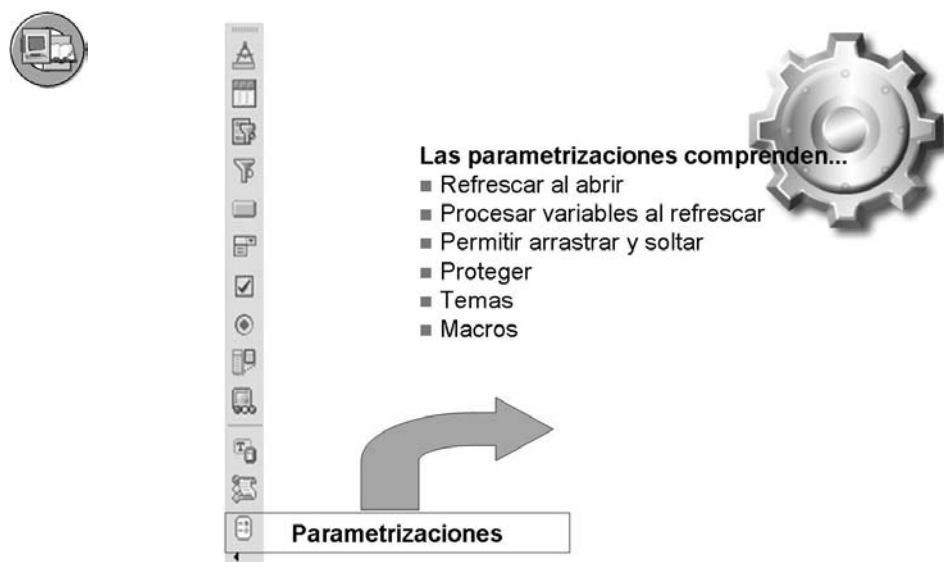 Las parametrizaciones comprenden...
■ Refrescar al abrir
■ Procesar variables al refrescar
■ Permitir arrastrar y soltar
■ Proteger
■ Temas
■ Macros
Parametrizaciones